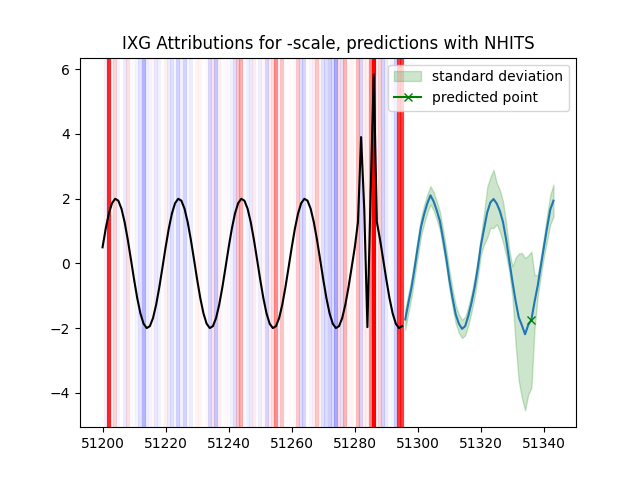 IXG Attributions for -scale, predictions with NHITS
standard deviation
predicted point
6
4
2
0
−2
−4
51200 51220 51240 51260 51280 51300 51320 51340